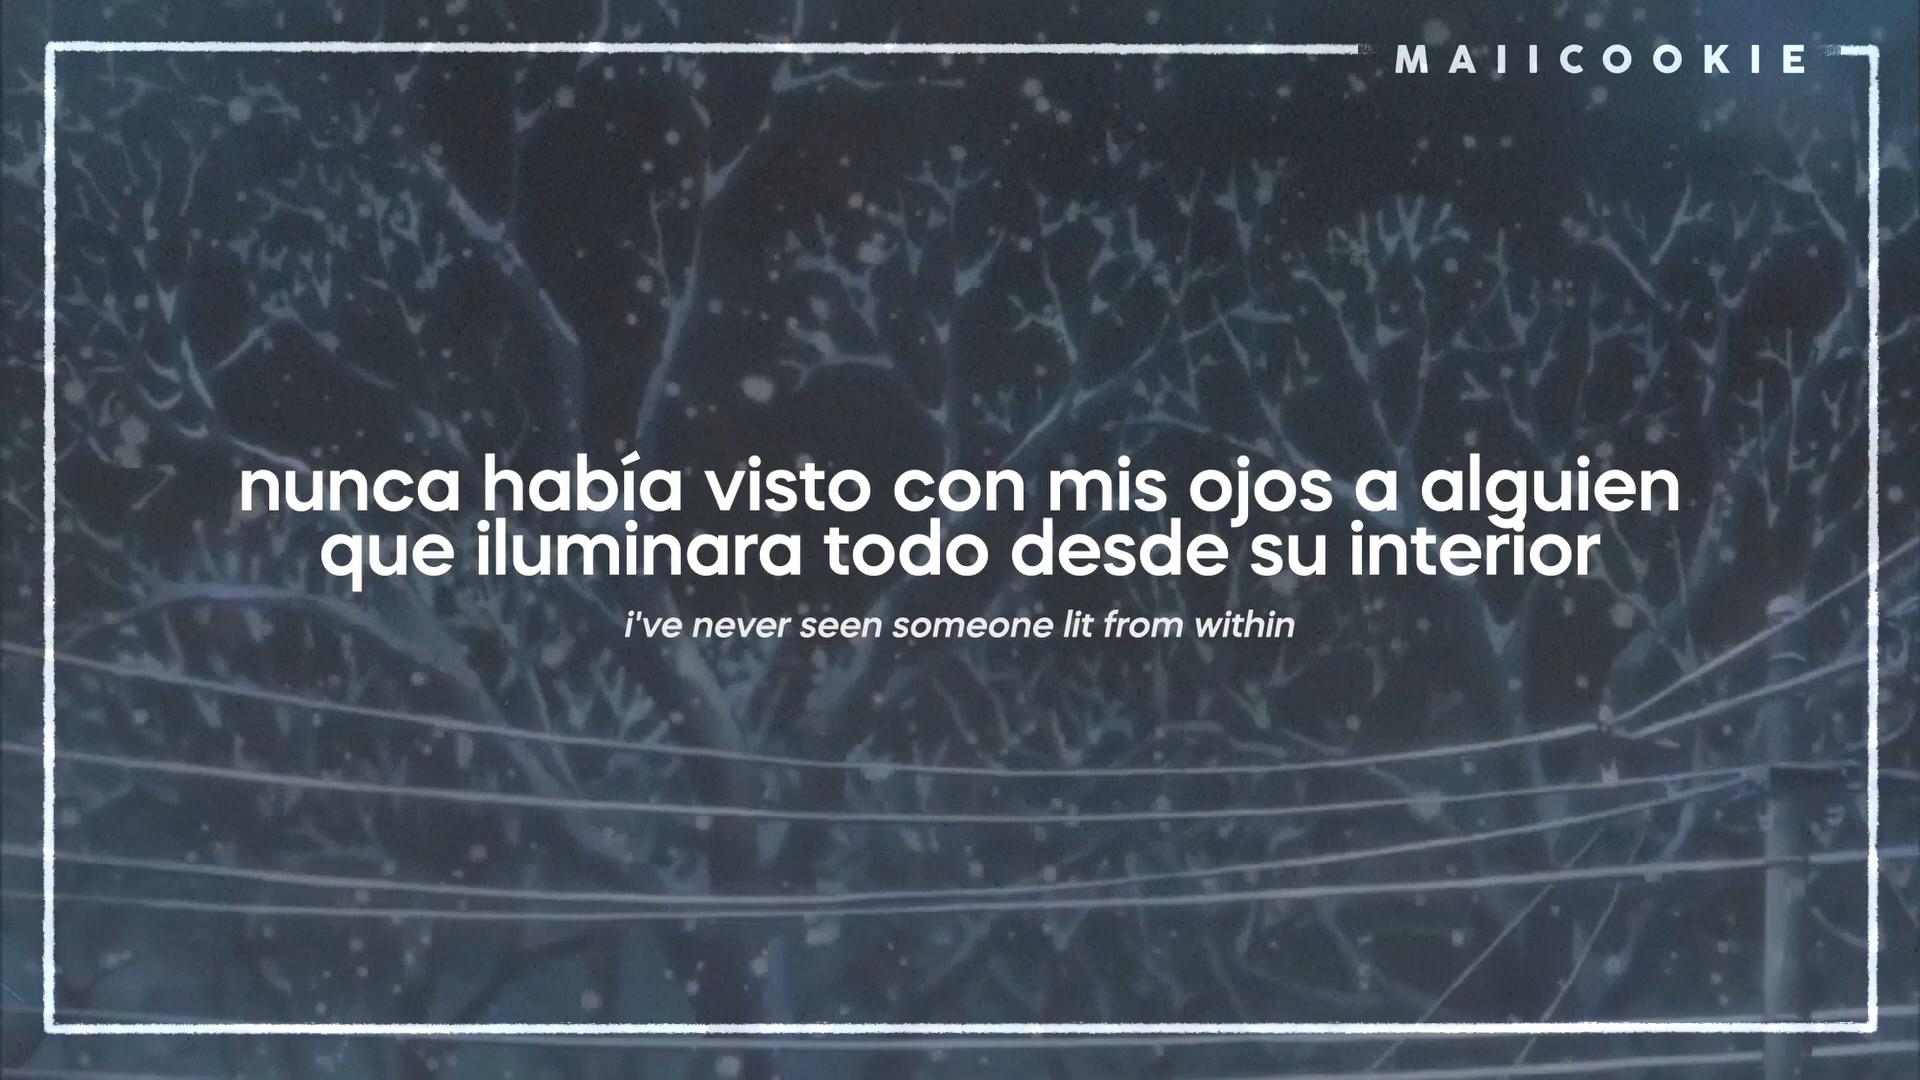 MAIICOOKIE
nunca había visto con mis ojos a alguien
que iluminara todo desde su interior
i've never seen someone lit from within